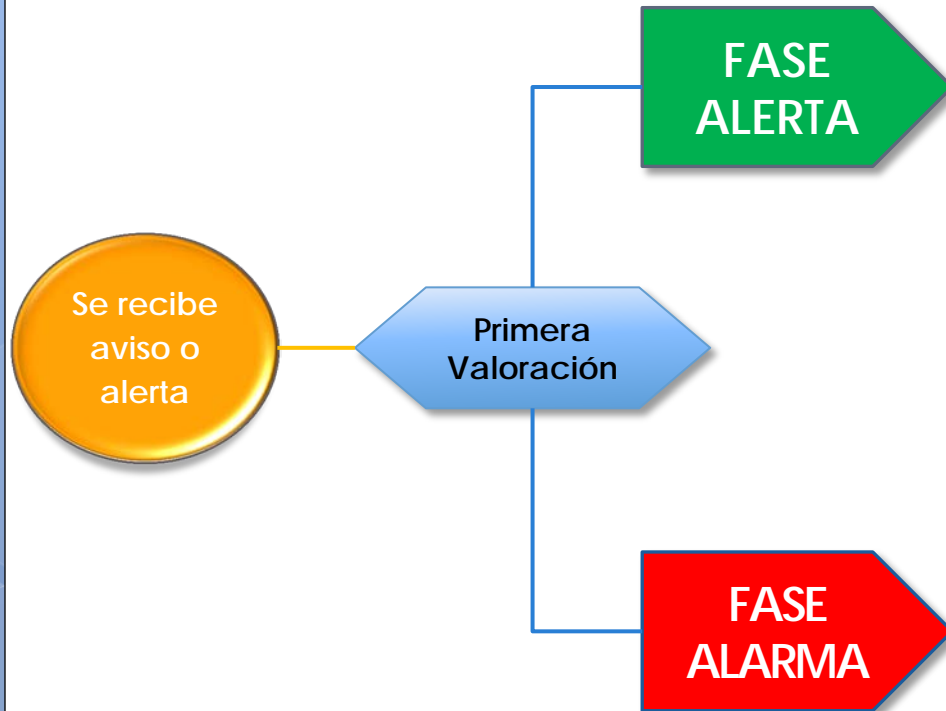 FASE
ALERTA
Se recibe
aviso o
alerta
Primera
Valoración
FASE
ALARMA